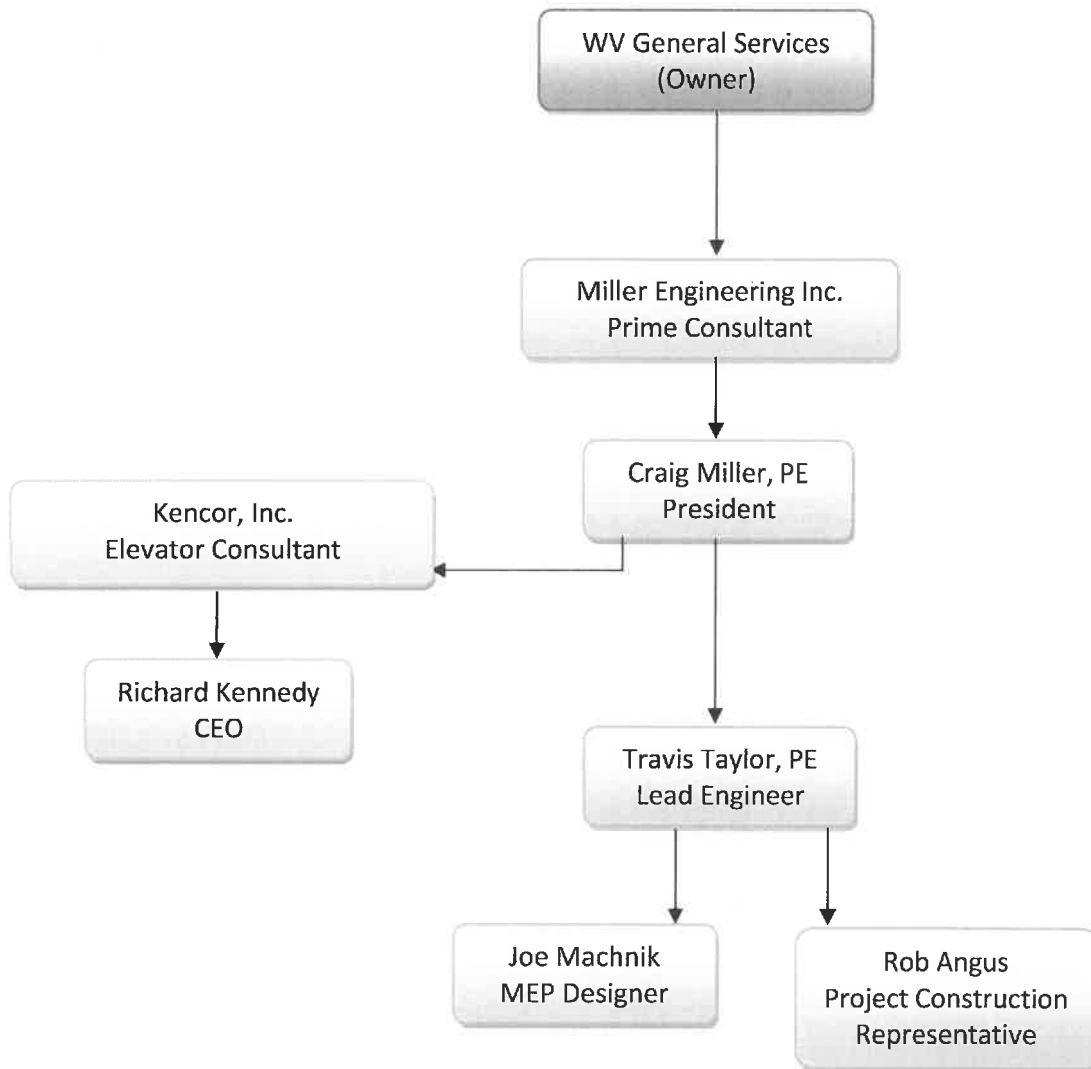 WV General Services
(Owner)
Miller Engineering Inc.
Prime Consultant
Craig Miller, PE
President
Kencor, Inc.
Elevator Consultant
Richard Kennedy
CEO
Travis Taylor, PE
Lead Engineer
Joe Machnik
MEP Designer
Rob Angus
Project Construction
Representative